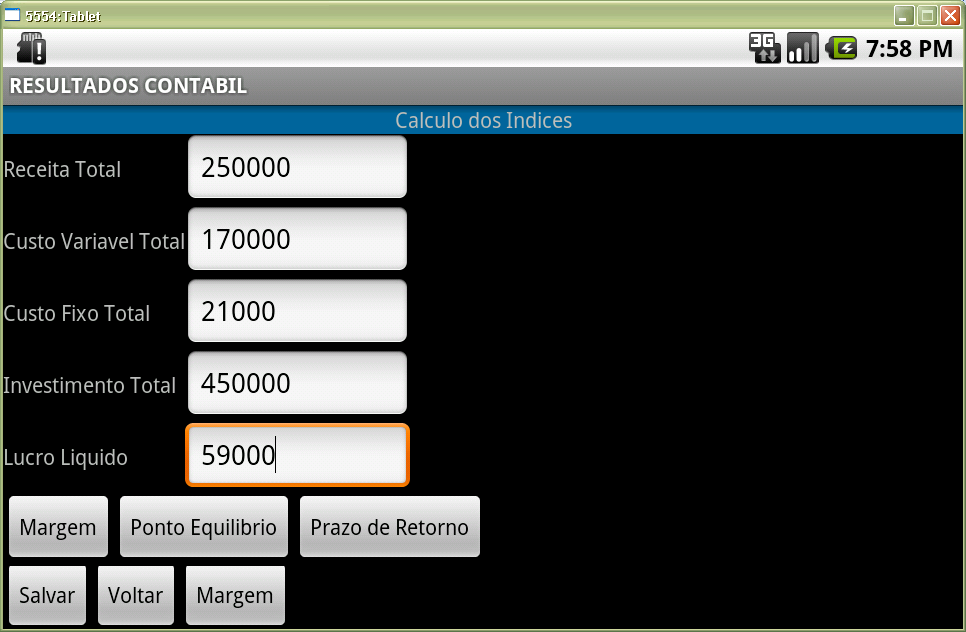 5554:Tablet
3G 7:58 PM
RESULTADOS CONTABIL
Calculo dos Indices
Receita Total 250000
Custo Variavel Total 170000
Custo Fixo Total 21000
Investimento Total 450000
Lucro Liquido 59000
Margem Ponto Equilibrio Prazo de Retorno
Salvar Voltar Margem